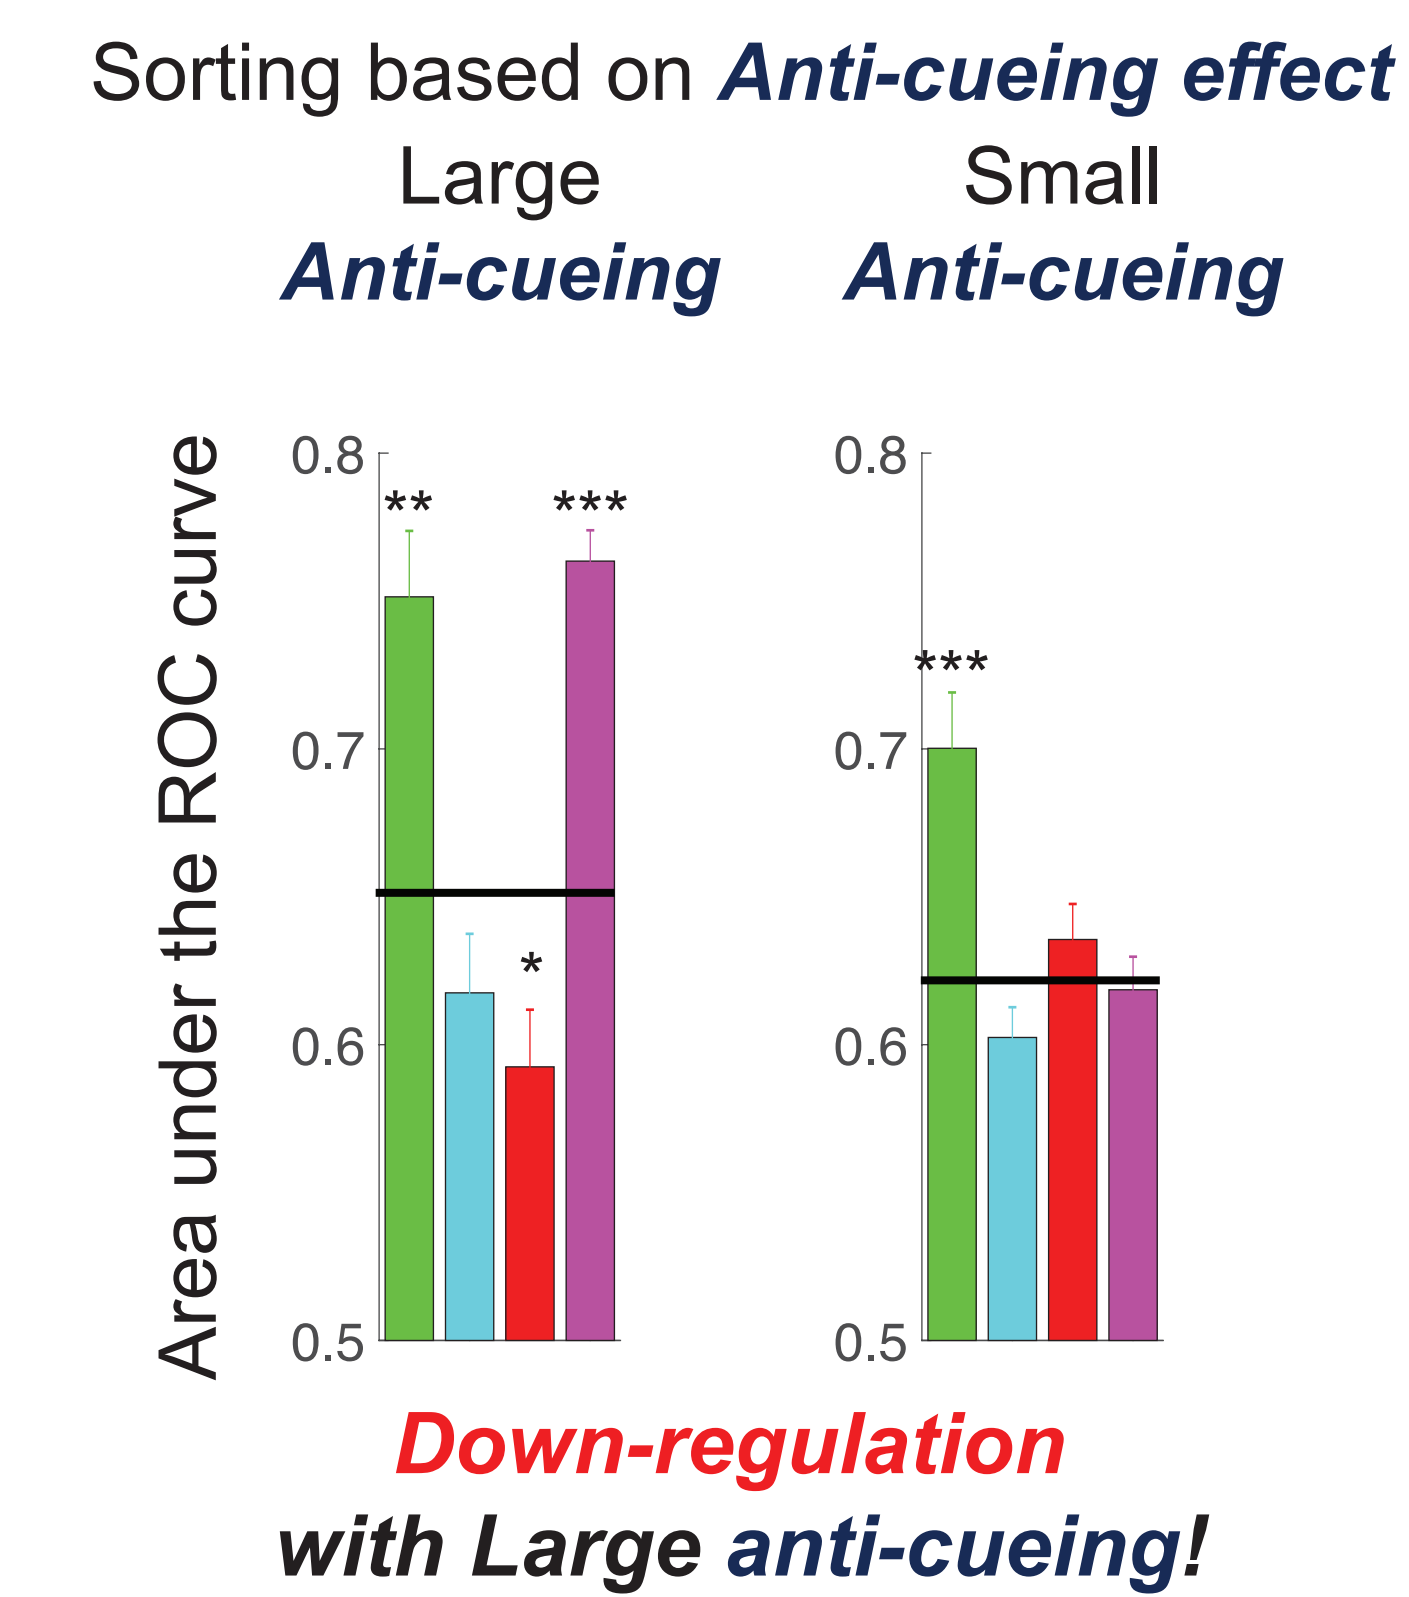 Sorting based on Anti-cueing effect
Large
Small
Anti-cueing
Anti-cueing
Area under the ROC curve
0.8
0.7
0.6
0.5
**
*
***
0.8
0.7
0.6
0.5
***
Down-regulation
with Large anti-cueing!